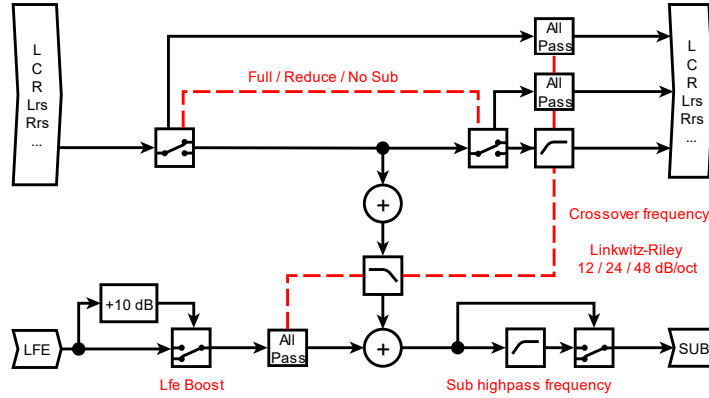 L
C
R
Lrs
Rrs
...
All
Pass
L
C
R
Lrs
Rrs
...
Full / Reduce / No Sub
All
Pass
+
Crossover frequency
Linkwitz-Riley
12 / 24 / 48 dB/oct
+10 dB
LFE
All
Pass
+
SUB
Lfe Boost
Sub highpass frequency